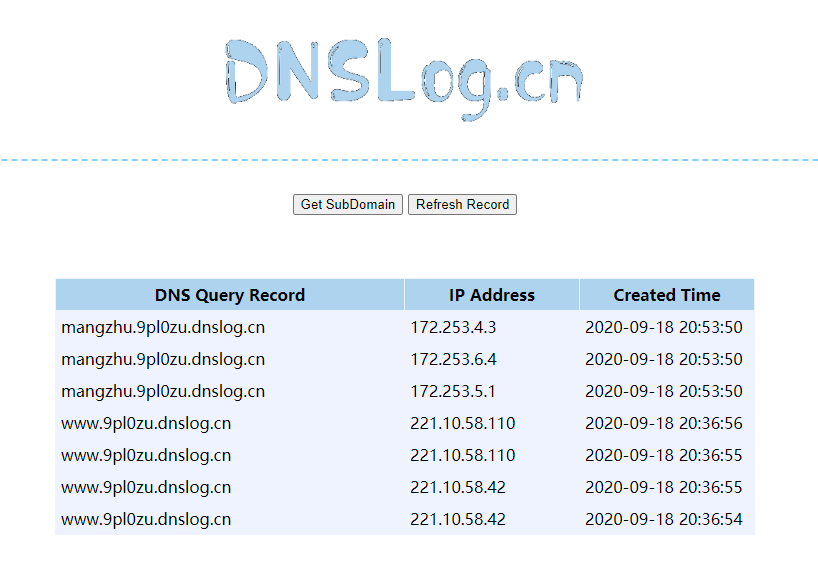 DNSLog.cn
Get SubDomain Refresh Record
DNS Query Record IP Address Created Time
mangzhu.9pl0zu.dnslog.cn 172.253.4.3 2020-09-18 20:53:50
mangzhu.9pl0zu.dnslog.cn 172.253.6.4 2020-09-18 20:53:50
mangzhu.9pl0zu.dnslog.cn 172.253.5.1 2020-09-18 20:53:50
www.9pl0zu.dnslog.cn 221.10.58.110 2020-09-18 20:36:56
www.9pl0zu.dnslog.cn 221.10.58.110 2020-09-18 20:36:55
www.9pl0zu.dnslog.cn 221.10.58.42 2020-09-18 20:36:55
www.9pl0zu.dnslog.cn 221.10.58.42 2020-09-18 20:36:54